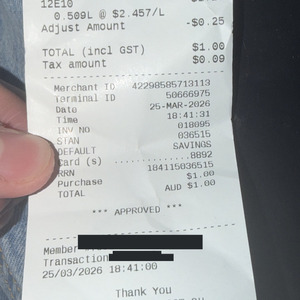 12E10
0.509L @ $2.457/L
Adjust Amount -$0.25
TOTAL (incl GST) $1.00
Tax amount $0.09
Merchant ID 42298585713113
Terminal ID 50666975
Date 25-MAR-2026
Time 18:41:31
INV NO 018095
STAN 036515
DEFAULT SAVINGS
Card (s) ............8892
RRN 184115036515
Purchase $1.00
TOTAL AUD $1.00
*** APPROVED ***
Member
Transaction
25/03/2026 18:41:00
Thank You